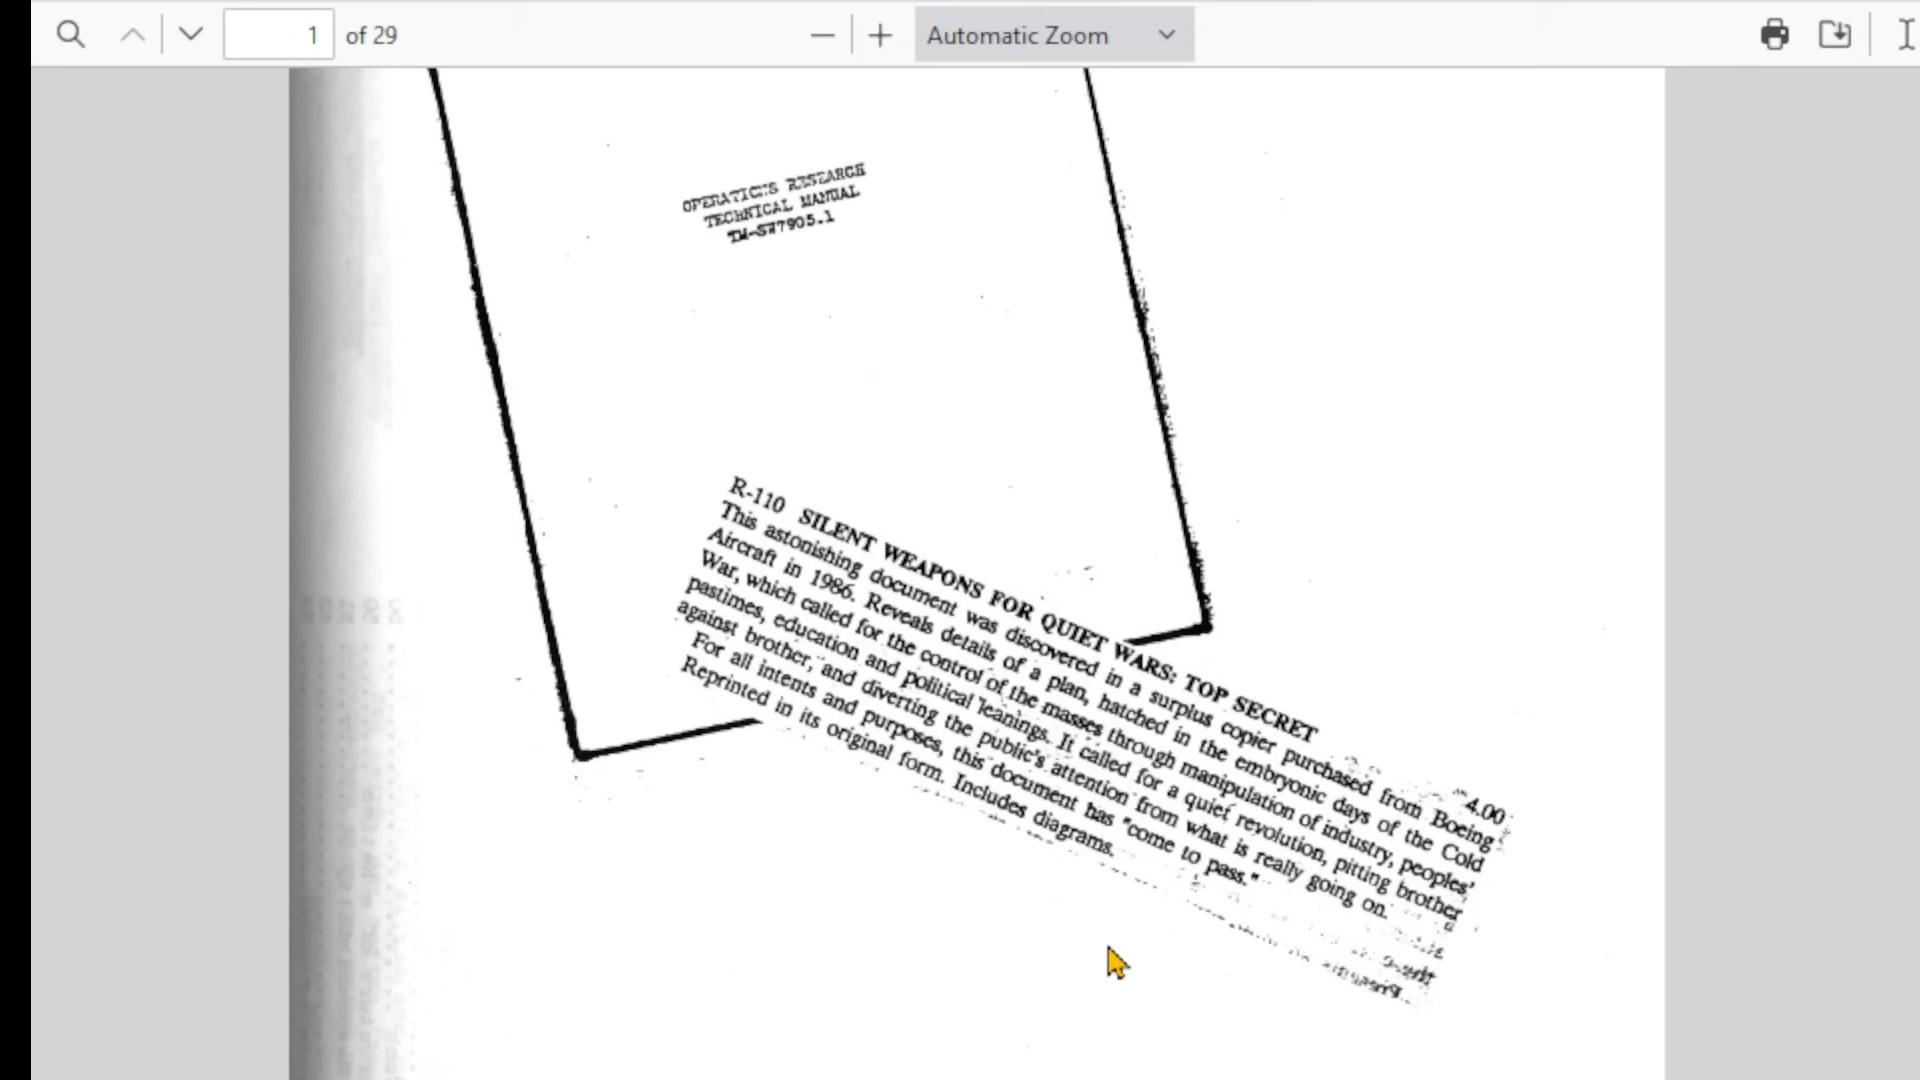 1 of 29
Automatic Zoom
OPERATIONS RESEARCH
TECHNICAL MANUAL
TM-SW7905.1
R-110 SILENT WEAPONS FOR QUIET WARS: TOP SECRET
4.00
This astonishing document was discovered in a surplus copier purchased from Boeing
Aircraft in 1986. Reveals details of a plan, hatched in the embryonic days of the Cold
War, which called for the control of the masses through manipulation of industry, peoples'
pastimes, education and political leanings. It called for a quiet revolution, pitting brother
against brother, and diverting the public's attention from what is really going on.
For all intents and purposes, this document has "come to pass."
Reprinted in its original form. Includes diagrams.